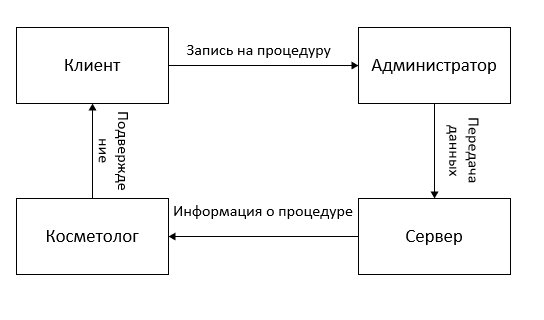 Запись на процедуру
Клиент
Администратор
Подвержде
ние
Передача
данных
Информация о процедуре
Косметолог
Сервер